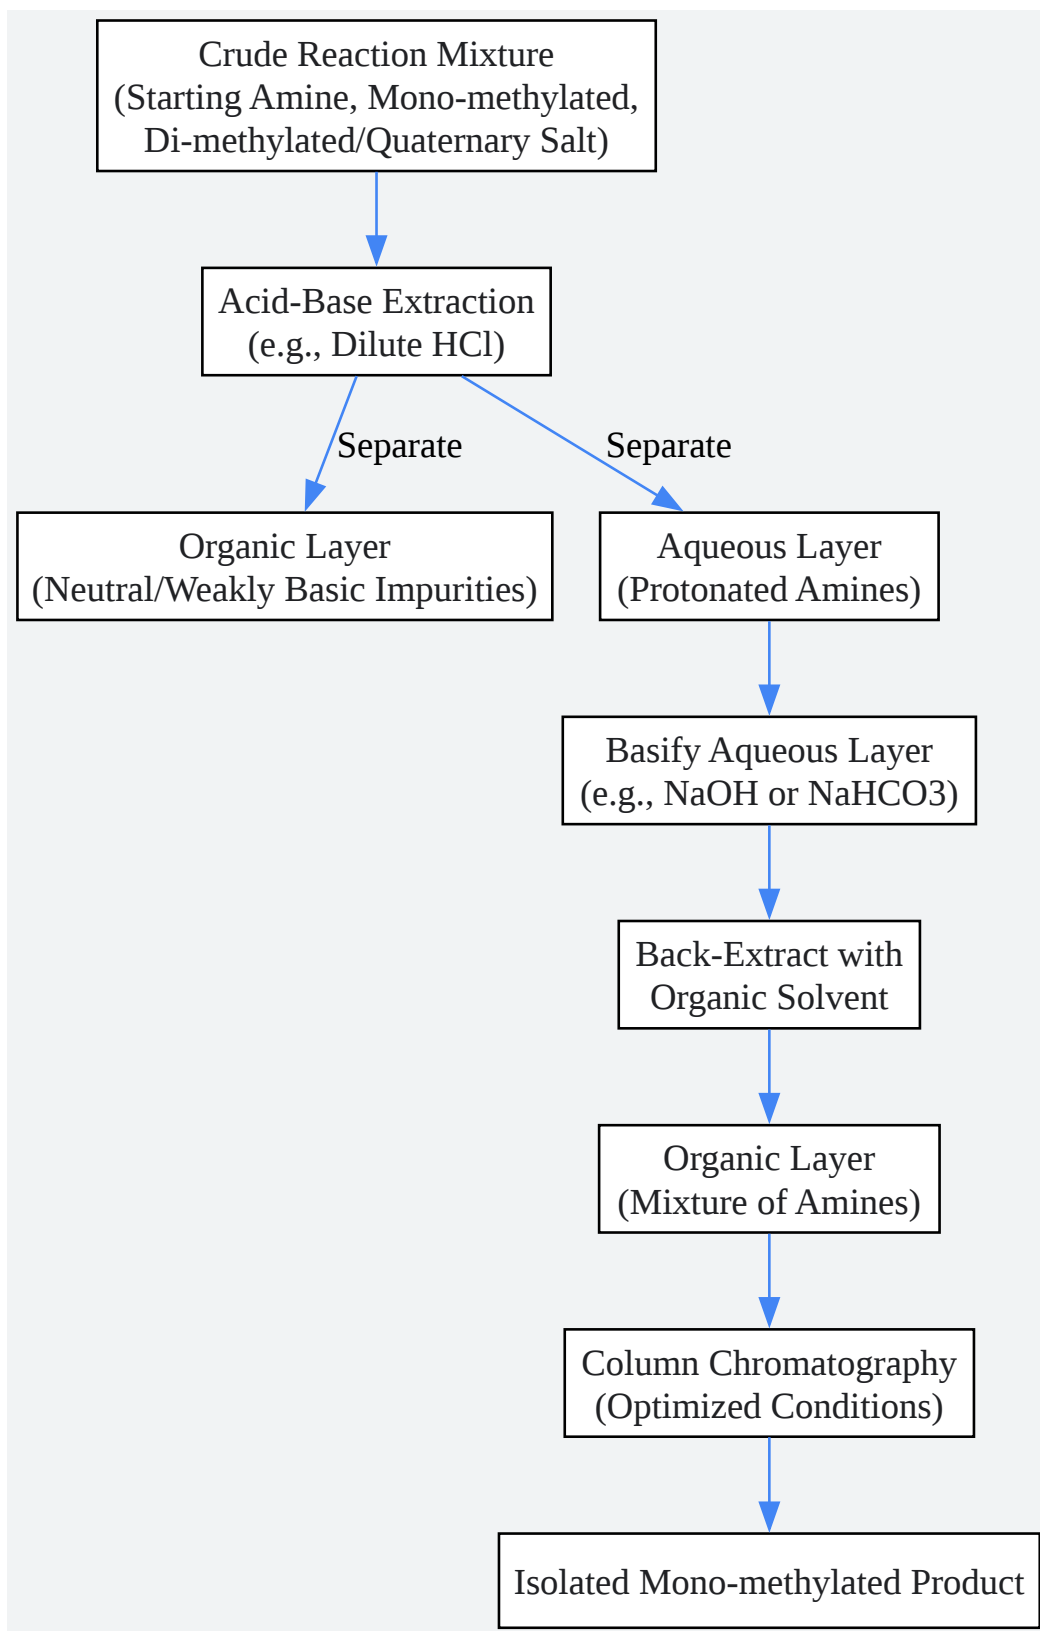 Crude Reaction Mixture
(Starting Amine, Mono-methylated,
Di-methylated/Quaternary Salt)
Acid-Base Extraction
(e.g., Dilute HCl)
Separate
Separate
Organic Layer
(Neutral/Weakly Basic Impurities)
Aqueous Layer
(Protonated Amines)
Basify Aqueous Layer
(e.g., NaOH or NaHCO3)
Back-Extract with
Organic Solvent
Organic Layer
(Mixture of Amines)
Column Chromatography
(Optimized Conditions)
Isolated Mono-methylated Product